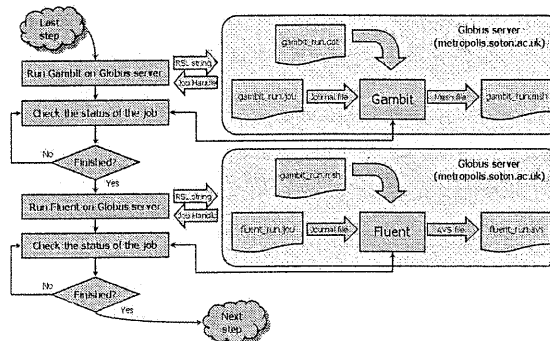 Last
step
Globus server
(metropolis.soton.ac.uk)
RSL string
Job Handle
Run Gambit on Globus server
gambit_run.dat
Check the status of the job
gambit_run.jou
Journal file
Gambit
Mesh file
gambit_run.msh
No
Finished?
Yes
Globus server
(metropolis.soton.ac.uk)
RSL string
Job Handle
Run Fluent on Globus server
gambit_run.msh
Check the status of the job
fluent_run.jou
Journal file
Fluent
AVS file
fluent_run.avs
No
Finished?
Yes
Next
step